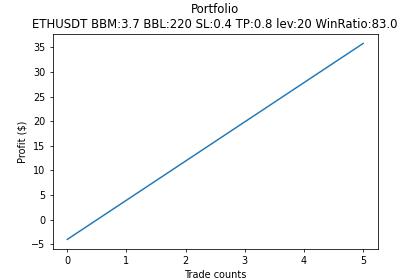 Portfolio
ETHUSDT BBM:3.7 BBL:220 SL:0.4 TP:0.8 lev:20 WinRatio:83.0
35
30
25
20
15
10
5
0
−5
Profit ($)
0 1 2 3 4 5
Trade counts